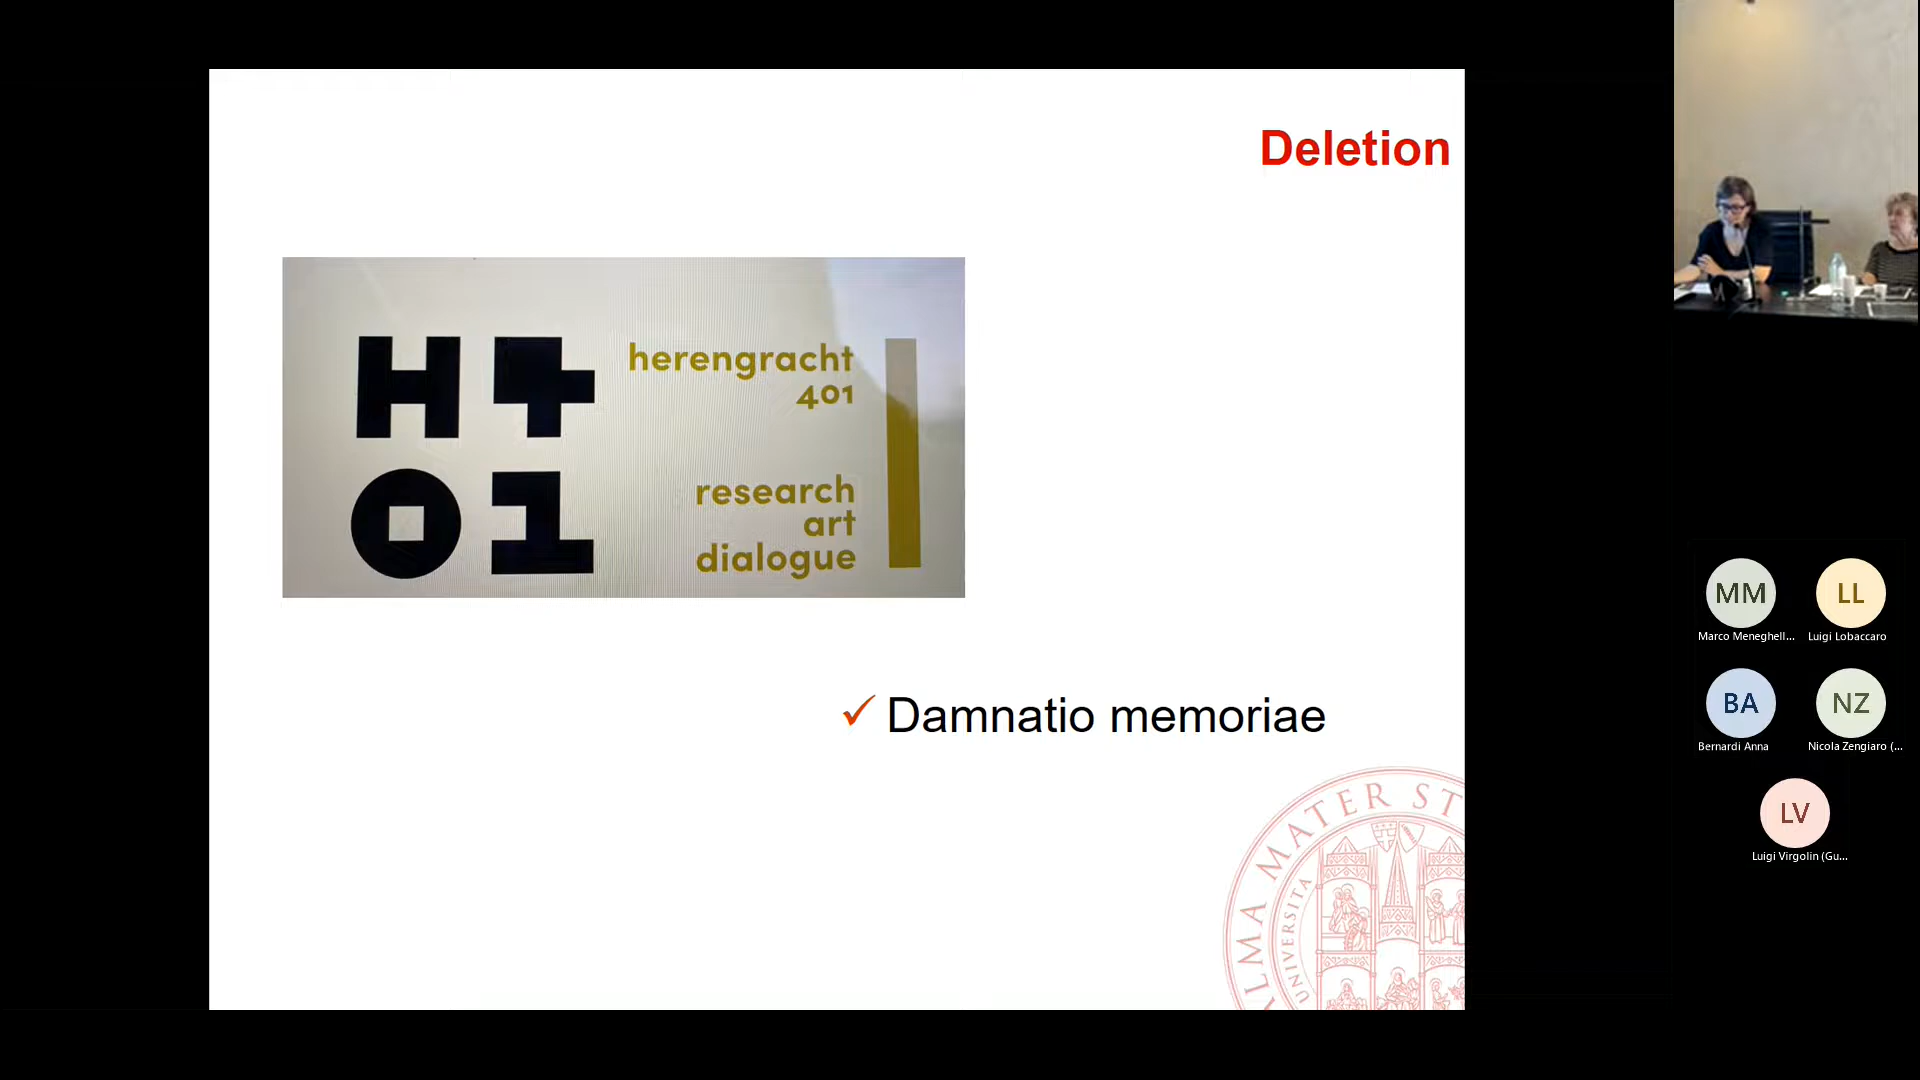 Deletion
H4
01
herengracht
401
research
art
dialogue
✓ Damnatio memoriae
ALMA MATER ST
UNIVERSITA
MM
Marco Meneghell...
LL
Luigi Lobaccaro
BA
Bernardi Anna
NZ
Nicola Zengiaro (...
LV
Luigi Virgolin (Gu...